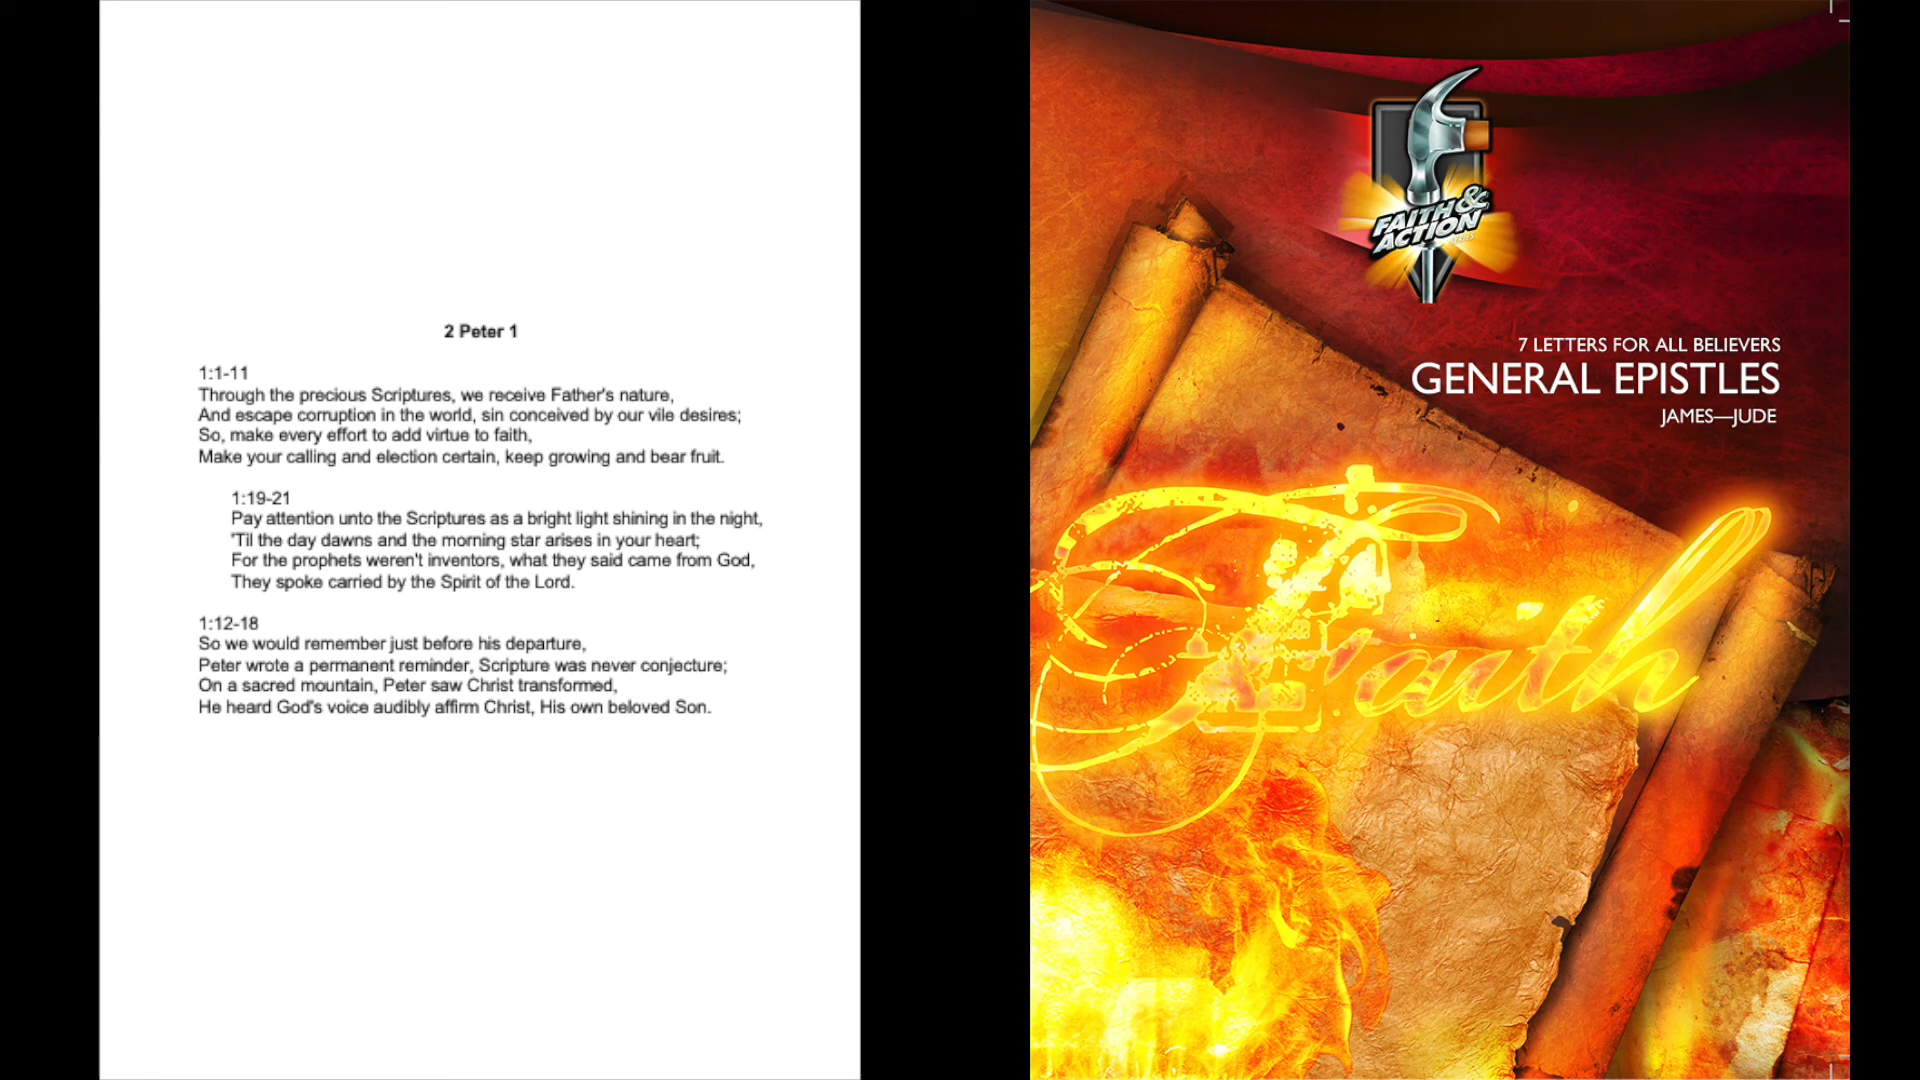 2 Peter 1
1:1-11
Through the precious Scriptures, we receive Father's nature,
And escape corruption in the world, sin conceived by our vile desires;
So, make every effort to add virtue to faith,
Make your calling and election certain, keep growing and bear fruit.
1:19-21
Pay attention unto the Scriptures as a bright light shining in the night,
'Til the day dawns and the morning star arises in your heart;
For the prophets weren't inventors, what they said came from God,
They spoke carried by the Spirit of the Lord.
1:12-18
So we would remember just before his departure,
Peter wrote a permanent reminder, Scripture was never conjecture;
On a sacred mountain, Peter saw Christ transformed,
He heard God's voice audibly affirm Christ, His own beloved Son.
FAITH &
ACTION
SERIES
7 LETTERS FOR ALL BELIEVERS
GENERAL EPISTLES
JAMES—JUDE
Faith